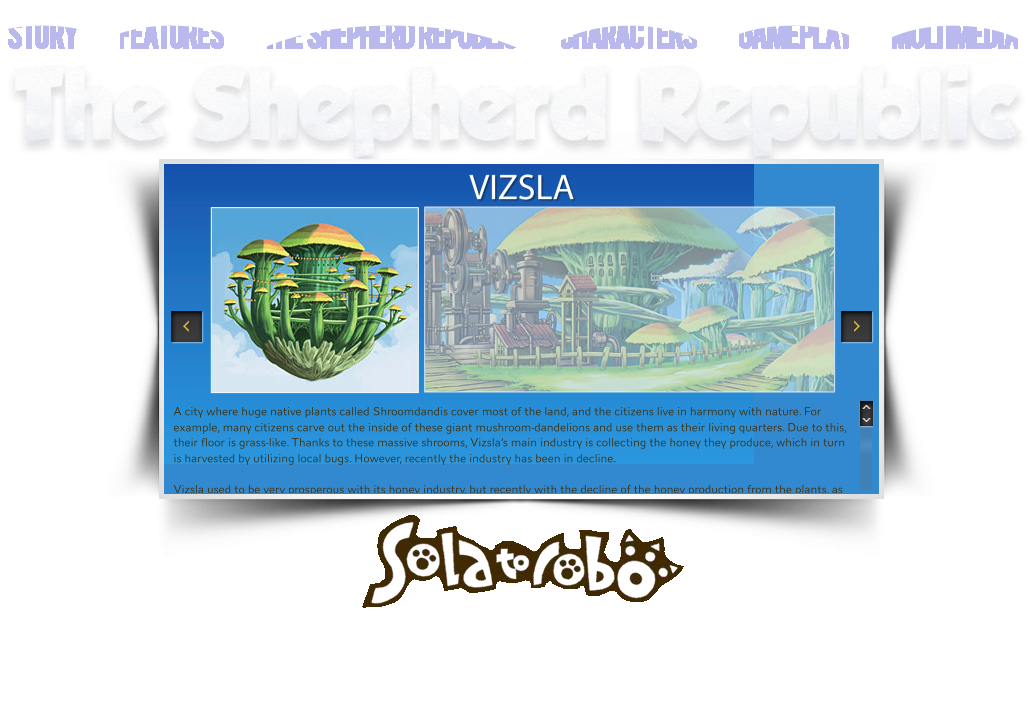 STORY FEATURES THE SHEPHERD REPUBLIC CHARACTERS GAMEPLAY MULTIMEDIA
The Shepherd Republic
VIZSLA
A city where huge native plants called Shroomdandis cover most of the land, and the citizens live in harmony with nature. For
example, many citizens carve out the inside of these giant mushroom-dandelions and use them as their living quarters. Due to this,
their floor is grass-like. Thanks to these massive shrooms, Vizsla's main industry is collecting the honey they produce, which in turn
is harvested by utilizing local bugs. However, recently the industry has been in decline.
Vizsla used to be very prosperous with its honey industry, but recently with the decline of the honey production from the plants, as
Solatorobo